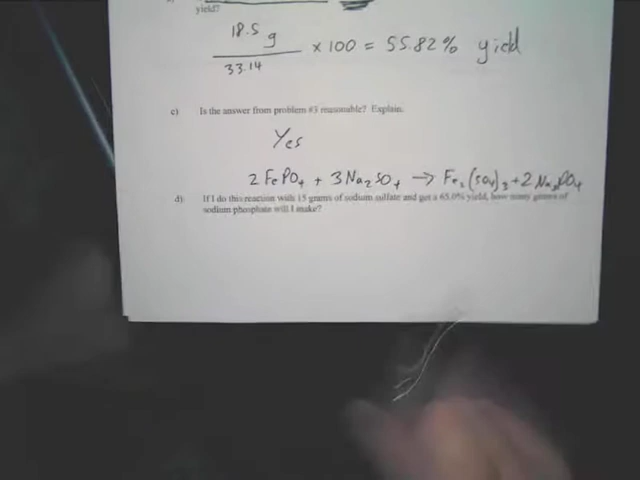 yield?
18.5 g
33.14
x 100 = 55.82% yield
c) Is the answer from problem #3 reasonable? Explain.
Yes
2 FePO4 + 3 Na2SO4 → Fe2(SO4)3 + 2 Na3PO4
d) If I do this reaction with 15 grams of sodium sulfate and get a 65.0% yield, how many grams of
sodium phosphate will I make?